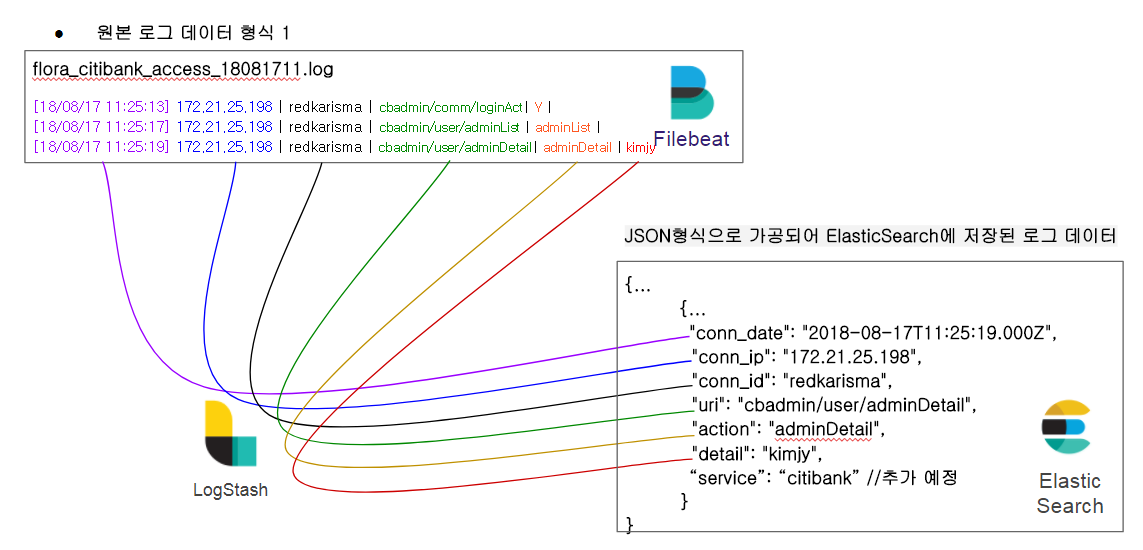 ● 원본 로그 데이터 형식 1
flora_citibank_access_18081711.log
[18/08/17 11:25:13] 172.21.25.198 | redkarisma | cbadmin/comm/loginAct | Y |
[18/08/17 11:25:17] 172.21.25.198 | redkarisma | cbadmin/user/adminList | adminList |
[18/08/17 11:25:19] 172.21.25.198 | redkarisma | cbadmin/user/adminDetail | adminDetail | kimjy
Filebeat
JSON형식으로 가공되어 ElasticSearch에 저장된 로그 데이터
{...
{...
"conn_date": "2018-08-17T11:25:19.000Z",
"conn_ip": "172.21.25.198",
"conn_id": "redkarisma",
"uri": "cbadmin/user/adminDetail",
"action": "adminDetail",
"detail": "kimjy",
“service”: “citibank” //추가 예정
}
}
LogStash
Elastic
Search